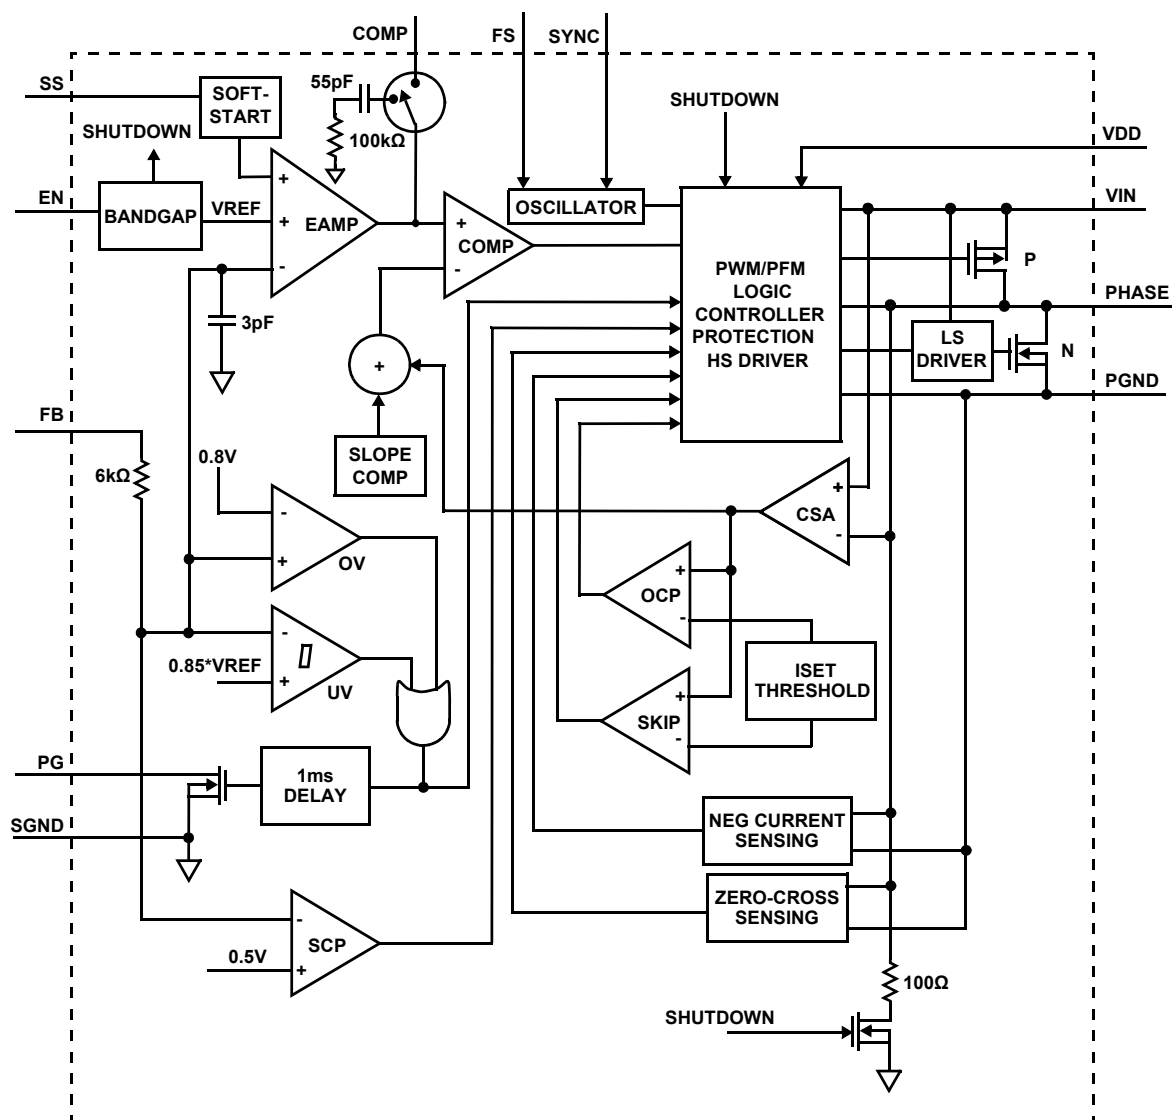 COMP
FS
SYNC
SS
SOFT-
START
55pF
100kΩ
SHUTDOWN
SHUTDOWN
VDD
EN
BANDGAP
VREF
+
+
-
EAMP
+
-
COMP
OSCILLATOR
VIN
PWM/PFM
LOGIC
CONTROLLER
PROTECTION
HS DRIVER
P
PHASE
3pF
+
LS
DRIVER
N
PGND
FB
SLOPE
COMP
6kΩ
0.8V
-
+
OV
+
-
CSA
+
-
OCP
-
+
UV
0.85*VREF
ISET
THRESHOLD
+
-
SKIP
PG
1ms
DELAY
SGND
NEG CURRENT
SENSING
ZERO-CROSS
SENSING
-
+
SCP
0.5V
100Ω
SHUTDOWN